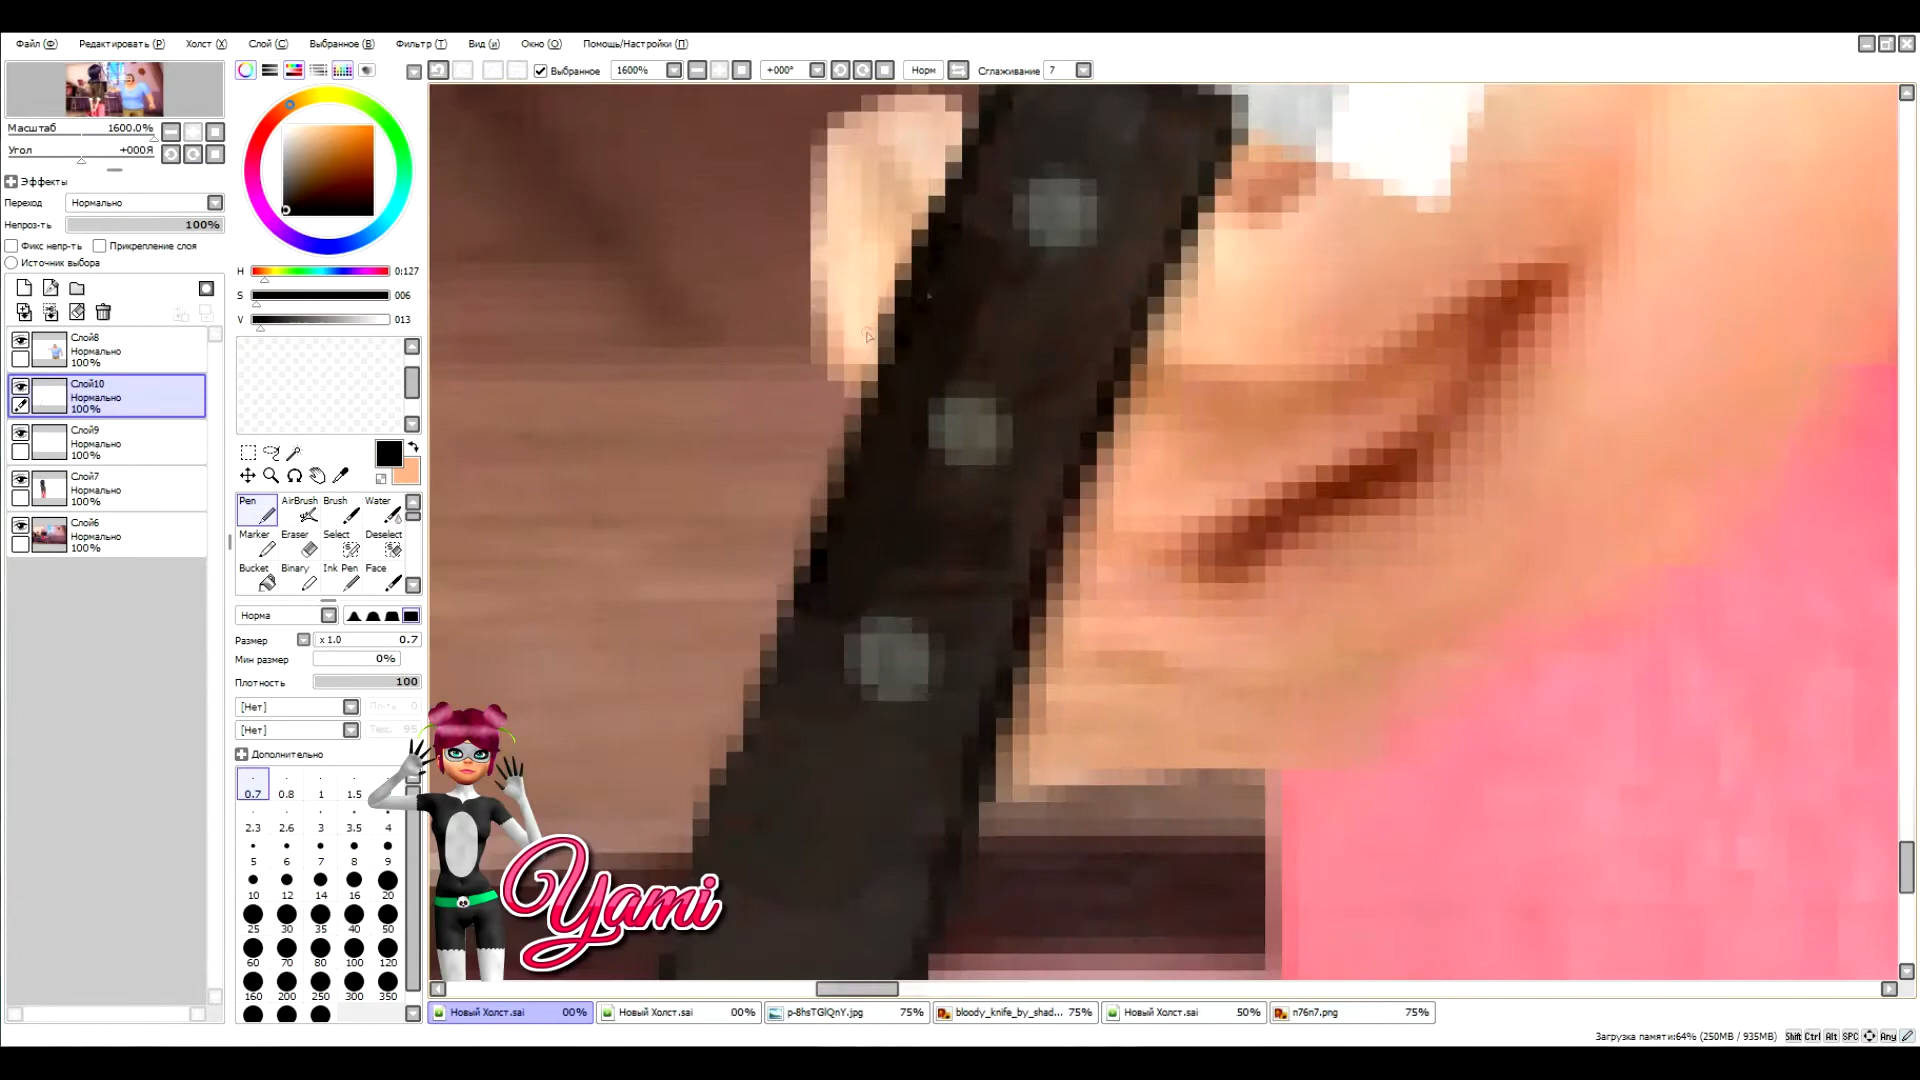 Файл (Ф) Редактировать (Р) Холст (X) Слой (С) Выбранное (В) Фильтр (Т) Вид (и) Окно (О) Помощь/Настройки (П)
Выбранное 1600% +000° Норм Сглаживание 7
Масштаб 1600.0%
Угол +000Я
Эффекты
Переход Нормально
Непроз-ть 100%
Фикс непр-ть Прикрепление слоя
Источник выбора
H 0:127
S 006
V 013
Слой8
Нормально
100%
Слой10
Нормально
100%
Слой9
Нормально
100%
Слой7
Нормально
100%
Слой6
Нормально
100%
Pen AirBrush Brush Water
Marker Eraser Select Deselect
Bucket Binary Ink Pen Face
Норма
Размер x 1.0 0.7
Мин размер 0%
Плотность 100
[Нет] Пл-ть 0
[Нет] Текс. 95
Дополнительно
0.7 0.8 1 1.5
2.3 2.6 3 3.5 4
5 6 7 8 9
10 12 14 16 20
25 30 35 40 50
60 70 80 100 120
160 200 250 300 350
Yami
Новый Холст.sai 00% Новый Холст.sai 00% p-8hsTGlQnY.jpg 75% bloody_knife_by_shad... 75% Новый Холст.sai 50% n76n7.png 75%
Загрузка памяти:64% (250MB / 935MB) Shift Ctrl Alt SPC Any